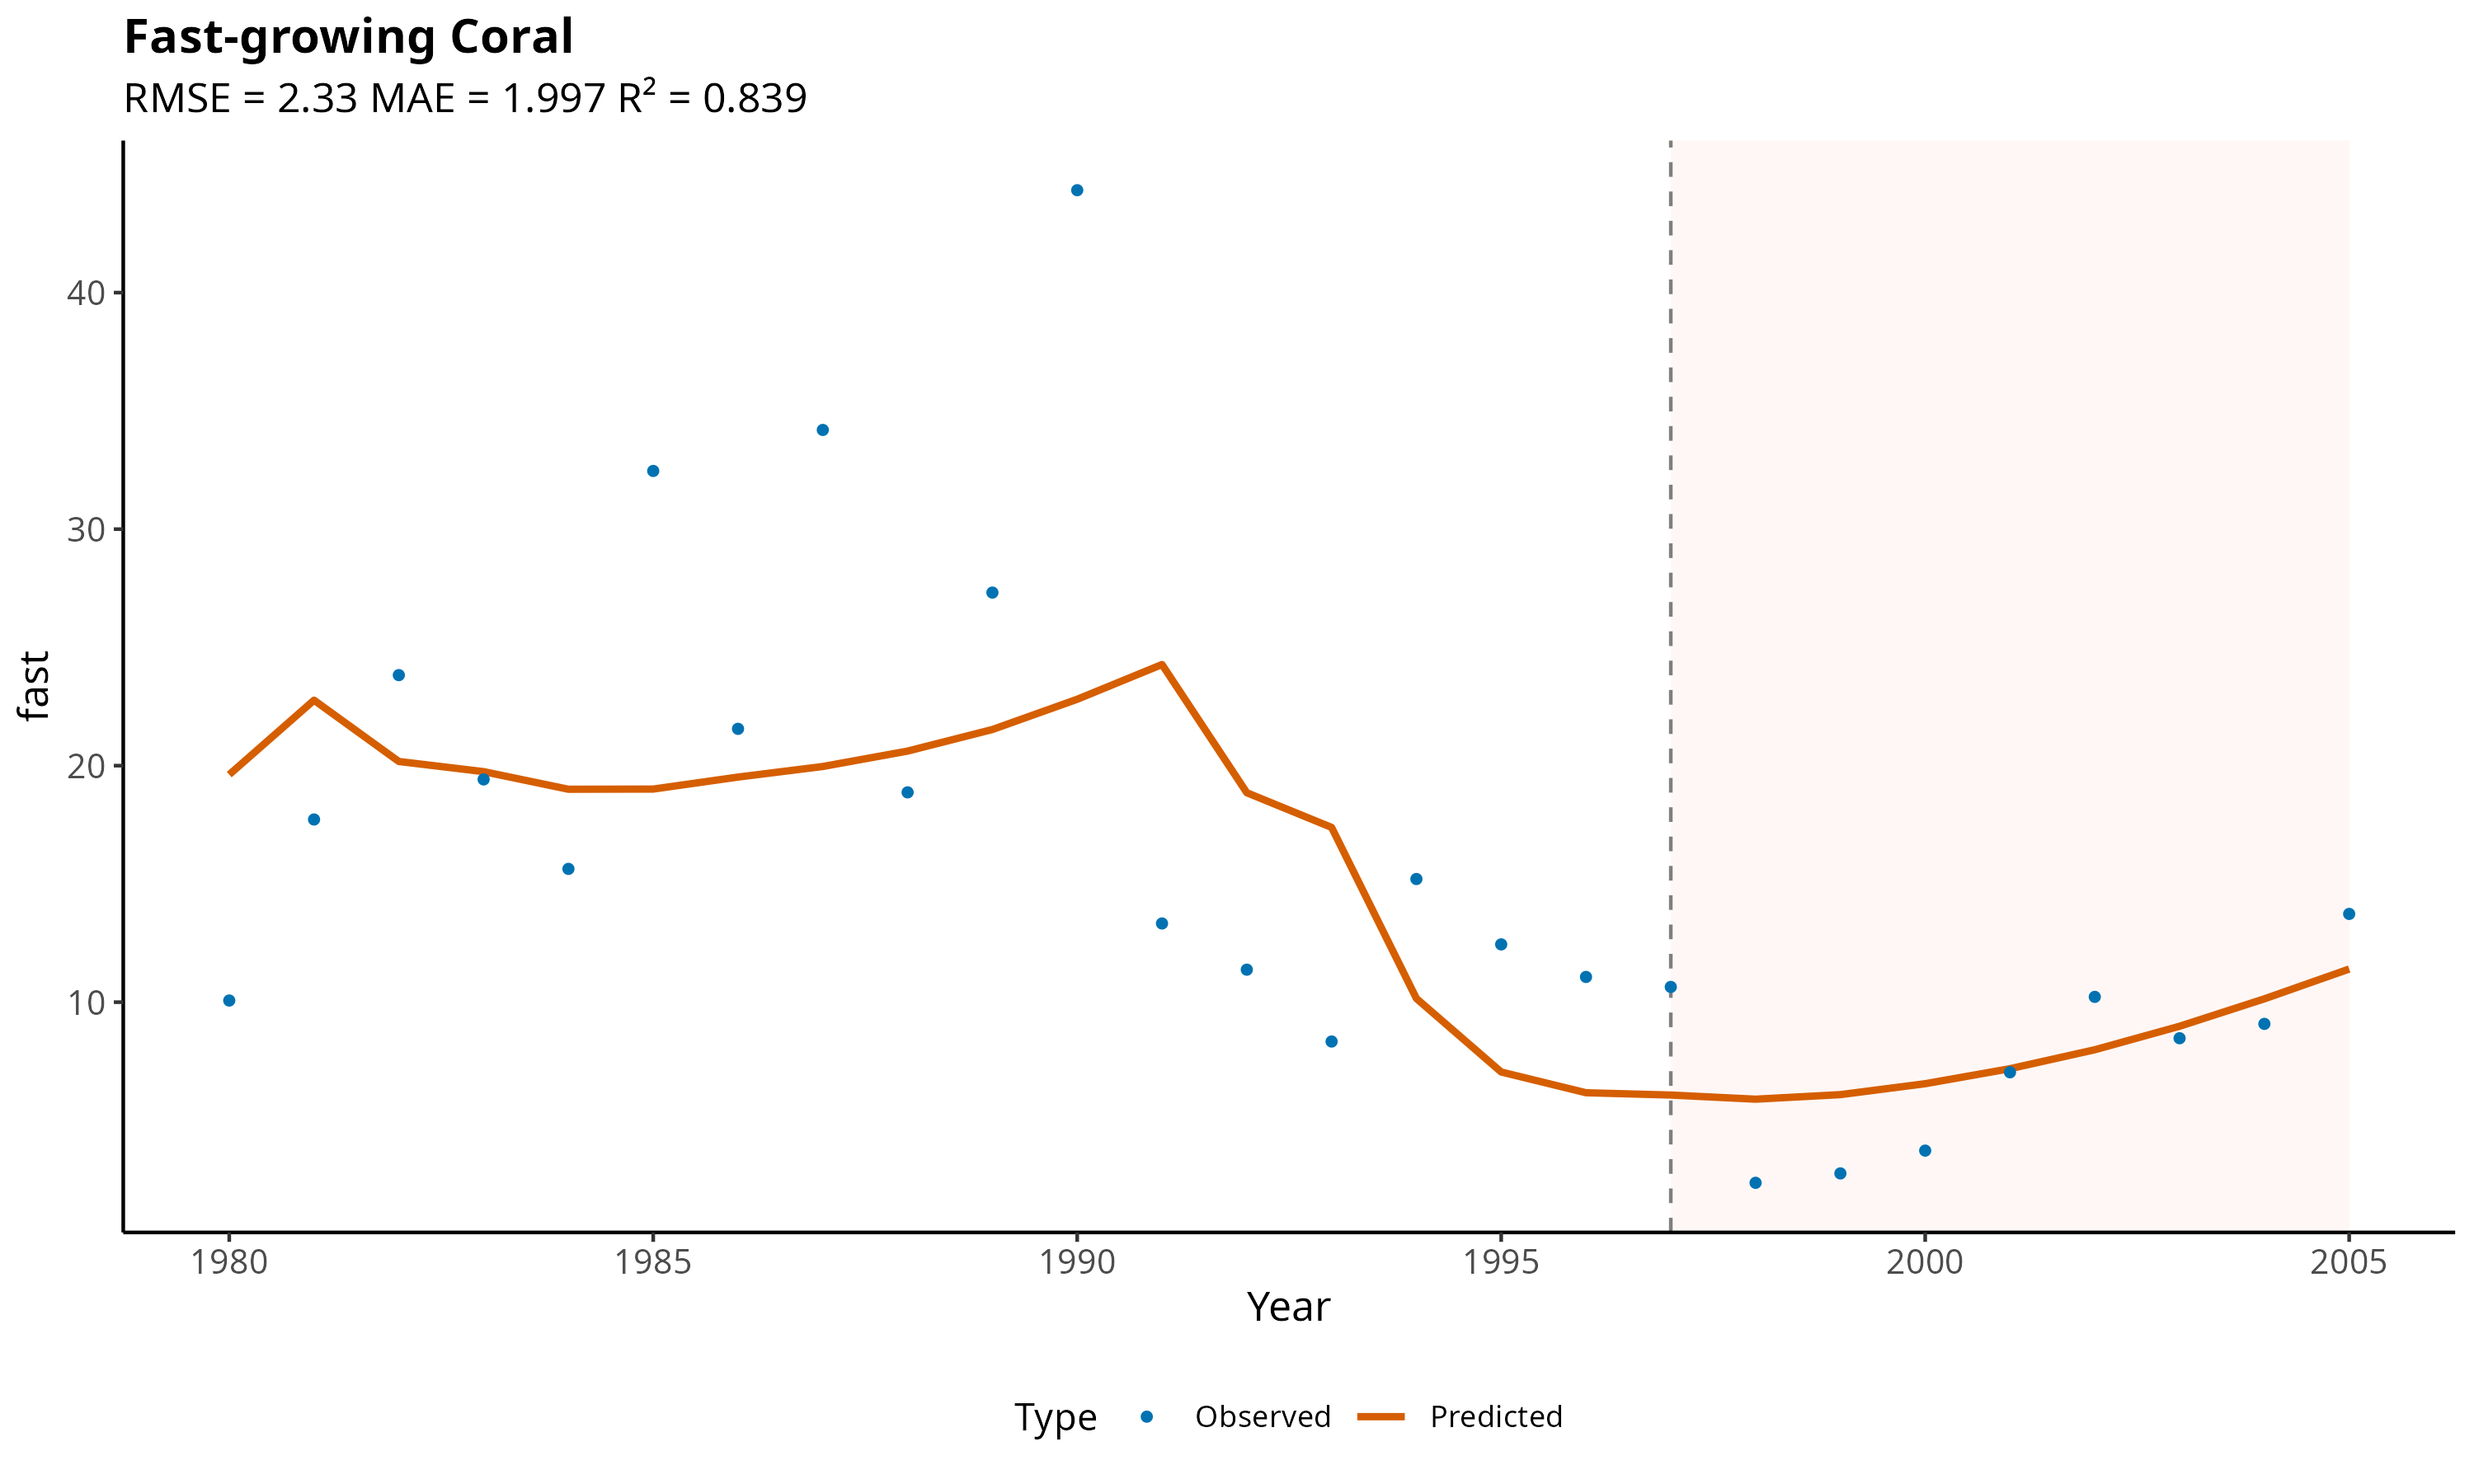 Fast-growing Coral
RMSE = 2.33 MAE = 1.997 R² = 0.839
fast
40
30
20
10
1980 1985 1990 1995 2000 2005
Year
Type Observed Predicted